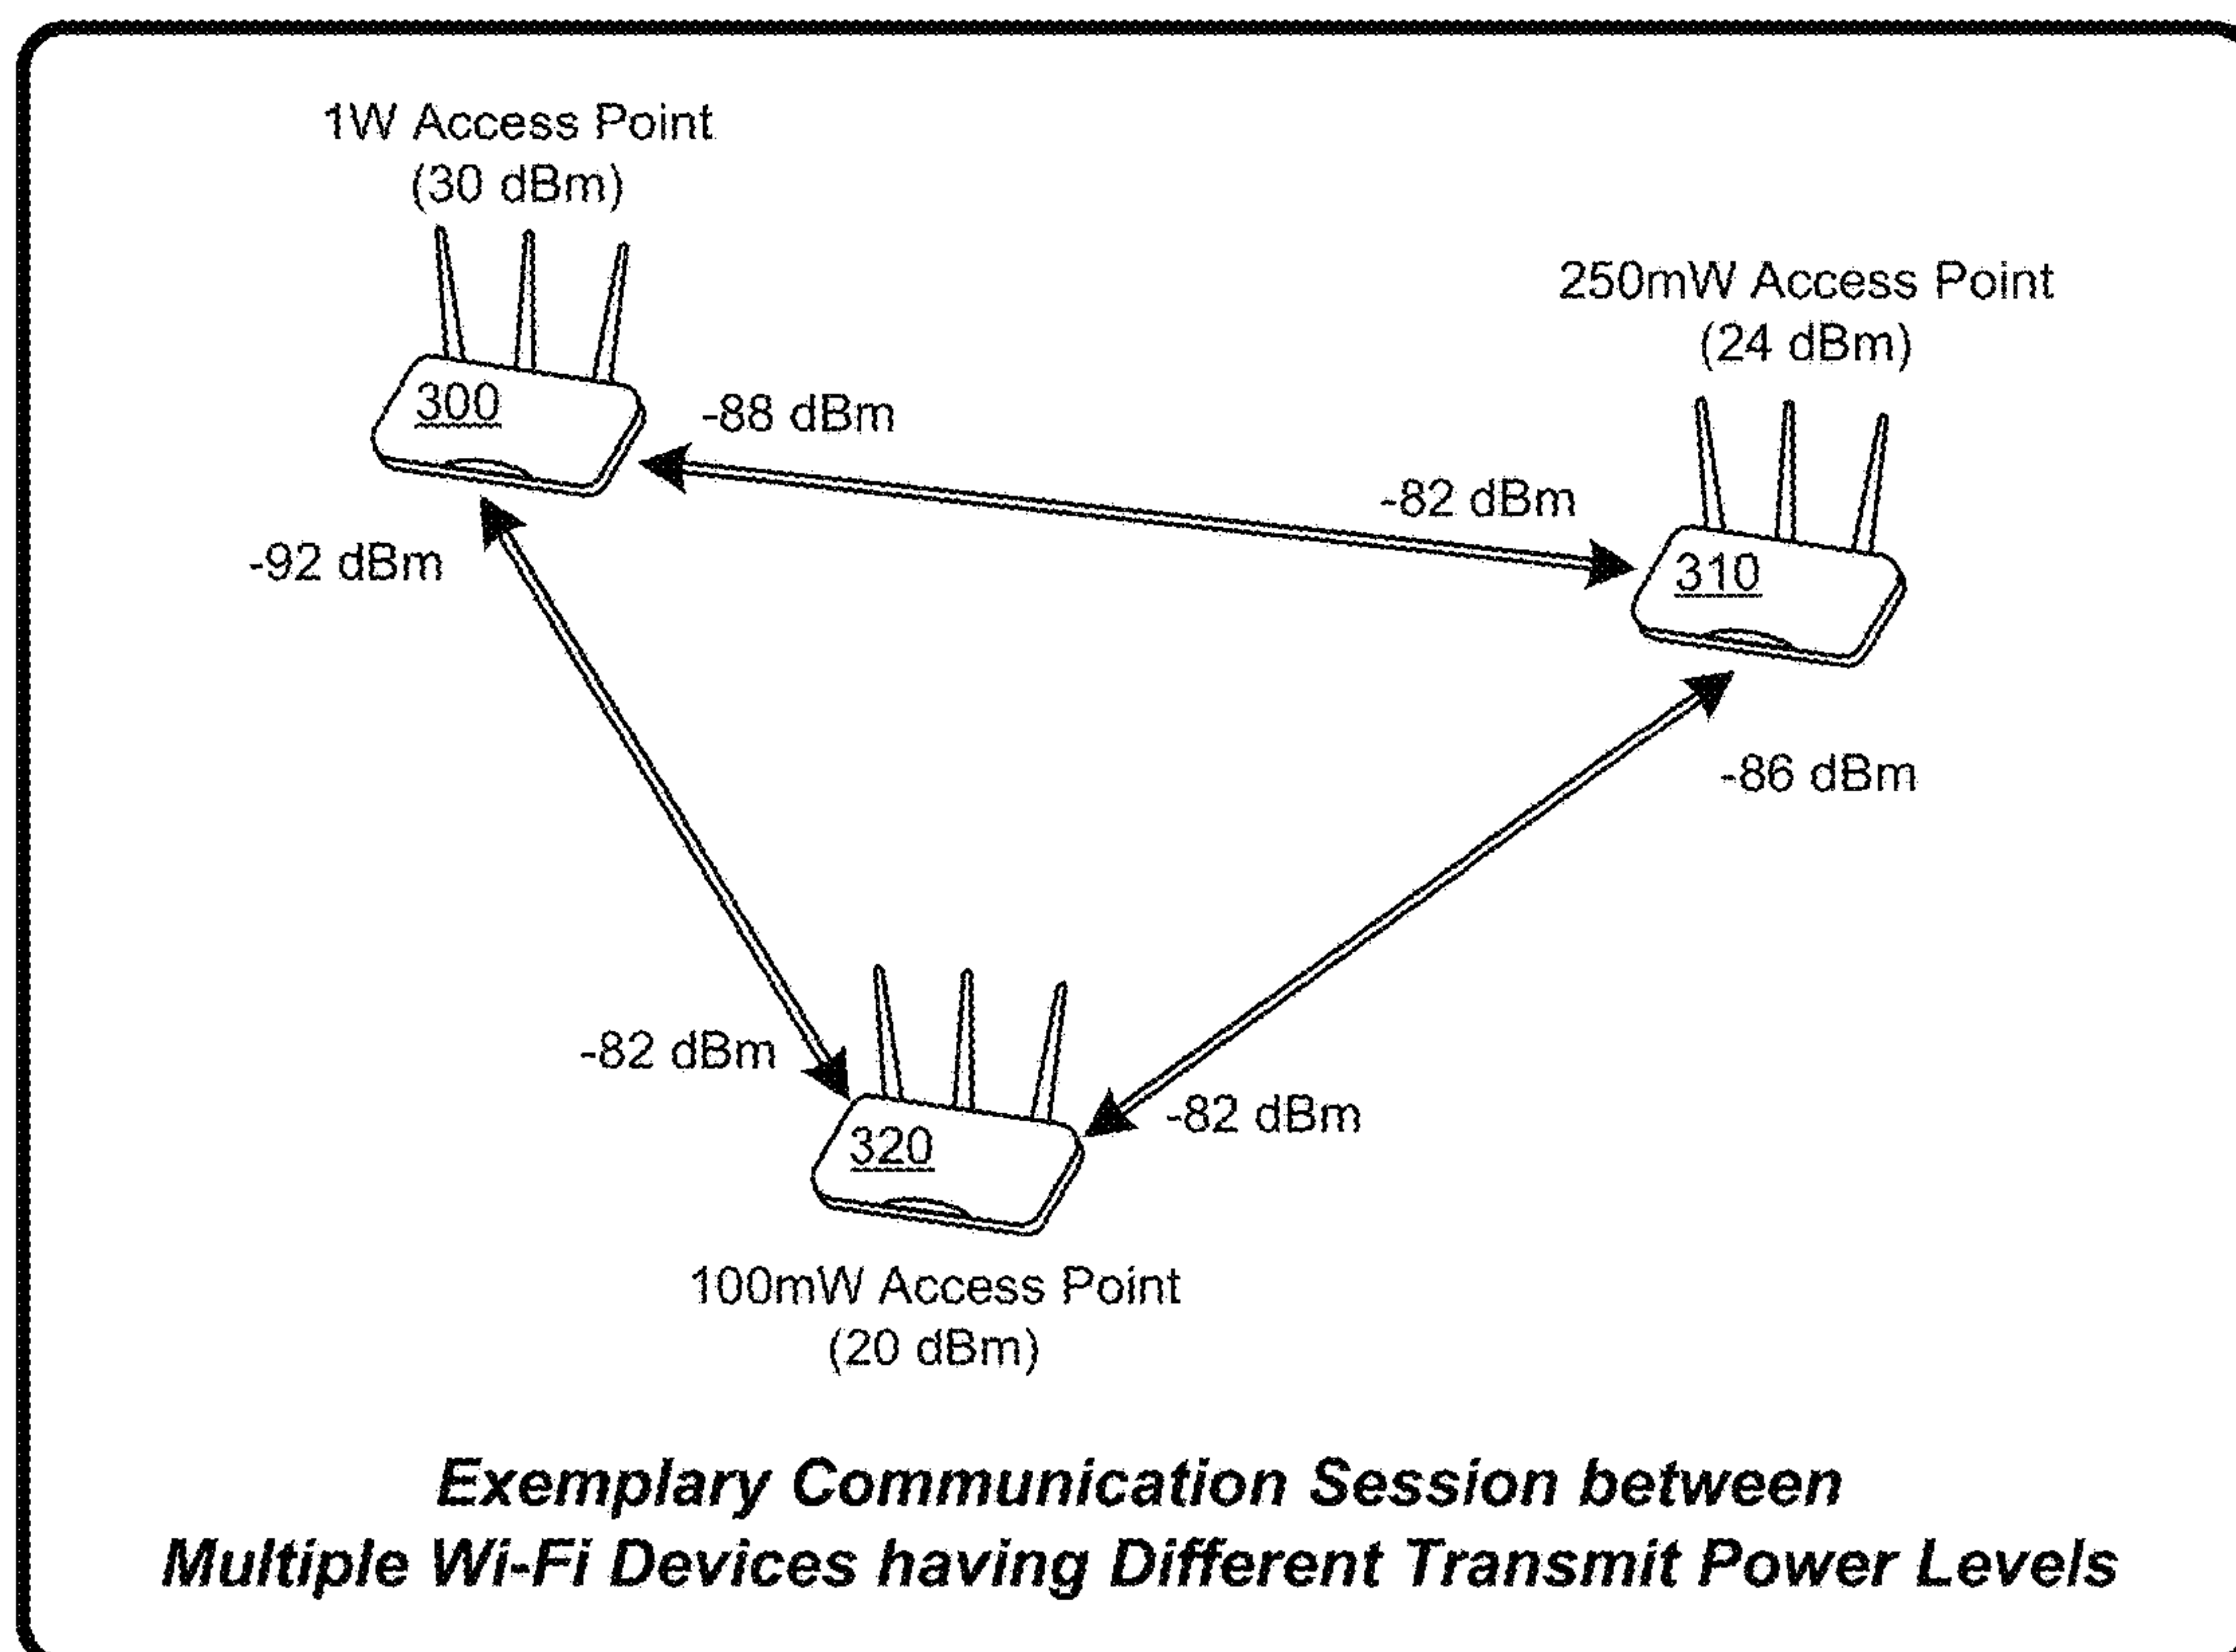 1W Access Point
(30 dBm)
250mW Access Point
(24 dBm)
300
-88 dBm
-82 dBm
310
-92 dBm
-86 dBm
-82 dBm
-82 dBm
320
100mW Access Point
(20 dBm)
Exemplary Communication Session between
Multiple Wi-Fi Devices having Different Transmit Power Levels